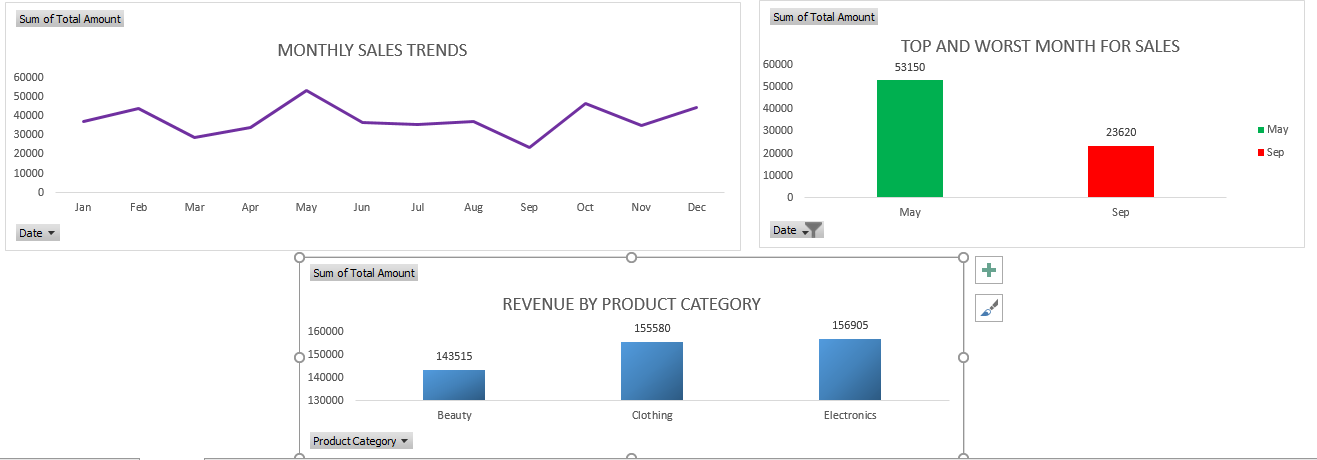 Sum of Total Amount
MONTHLY SALES TRENDS
60000
50000
40000
30000
20000
10000
0
Jan Feb Mar Apr May Jun Jul Aug Sep Oct Nov Dec
Date
Sum of Total Amount
TOP AND WORST MONTH FOR SALES
60000
50000
40000
30000
20000
10000
0
53150
23620
May
Sep
May Sep
Date
Sum of Total Amount
REVENUE BY PRODUCT CATEGORY
160000
150000
140000
130000
143515
155580
156905
Beauty Clothing Electronics
Product Category